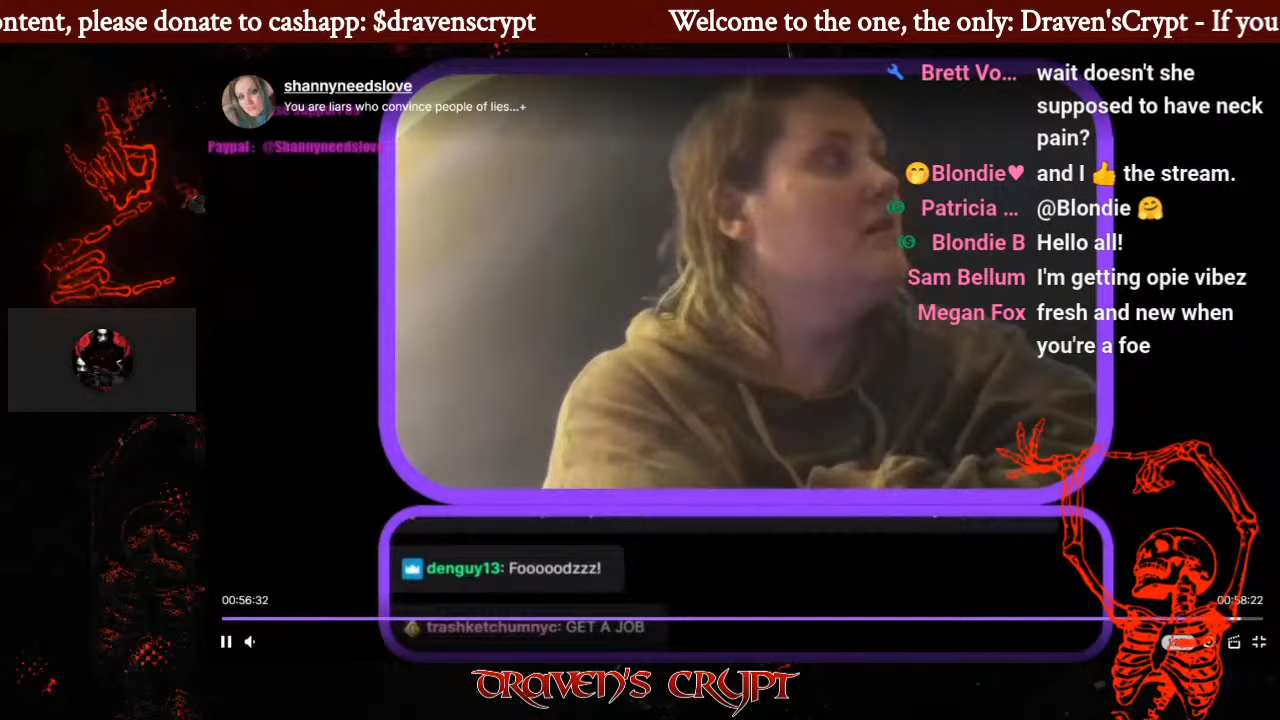 ontent, please donate to cashapp: $dravenscrypt
Welcome to the one, the only: Draven'sCrypt - If you
shannyneedslove
You are liars who convince people of lies...+
Paypal: @Shannyneedslove
Brett Vo... wait doesn't she
supposed to have neck
pain?
🤭Blondie♥ and I 👍 the stream.
Patricia ... @Blondie 🤗
Blondie B Hello all!
Sam Bellum I'm getting opie vibez
Megan Fox fresh and new when
you're a foe
denguy13: Fooooodzzz!
00:56:32
00:58:22
trashketchumnyc: GET A JOB
DRAVEN'S CRYPT